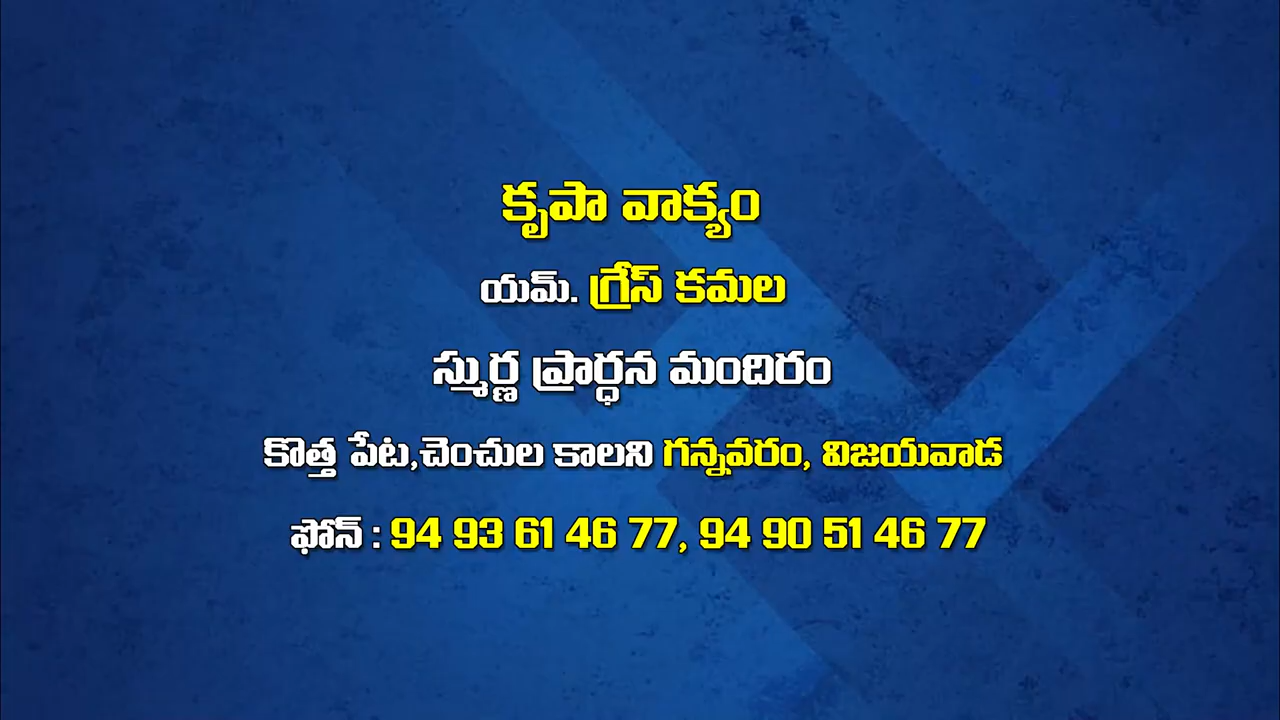 కృపా వాక్యం
యమ్. గ్రేస్ కమల
స్ముర్ణ ప్రార్ధన మందిరం
కొత్త పేట,చెంచుల కాలని గన్నవరం, విజయవాడ
ఫోన్ : 94 93 61 46 77, 94 90 51 46 77